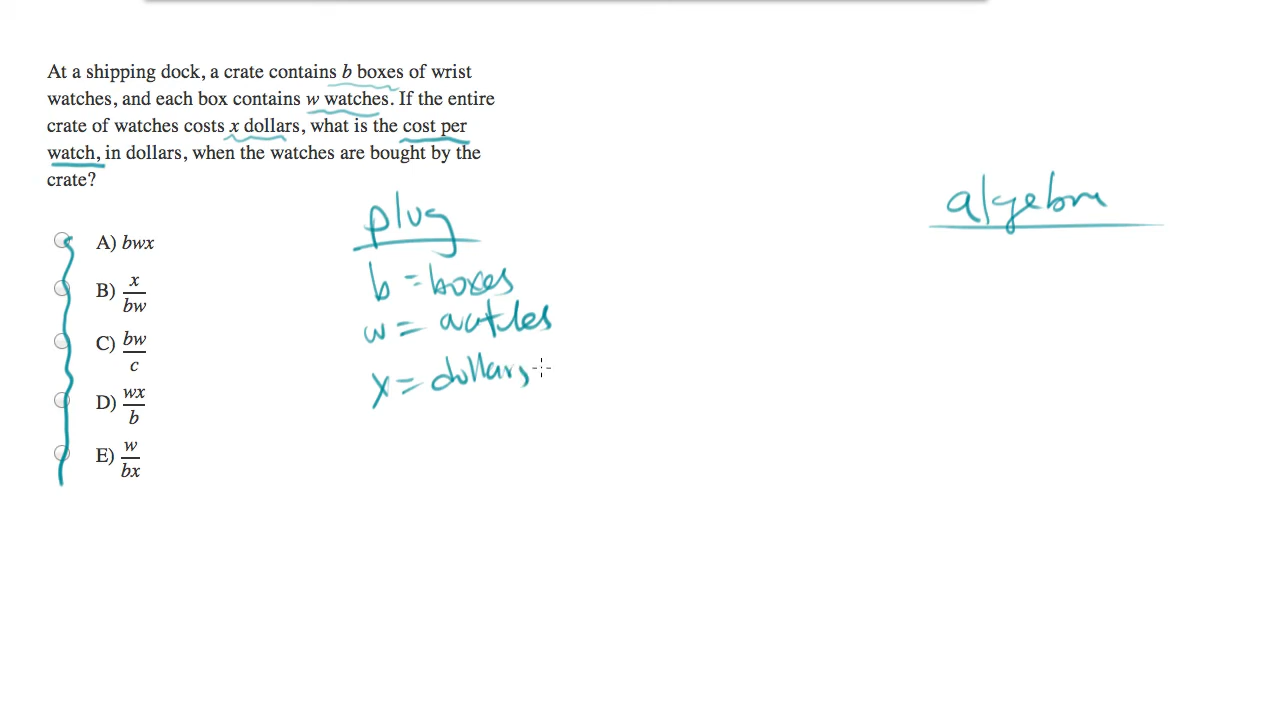 At a shipping dock, a crate contains b boxes of wrist
watches, and each box contains w watches. If the entire
crate of watches costs x dollars, what is the cost per
watch, in dollars, when the watches are bought by the
crate?
A) bwx
B) x/bw
C) bw/c
D) wx/b
E) w/bx
plug
b = boxes
w =
x = dollars
algebra